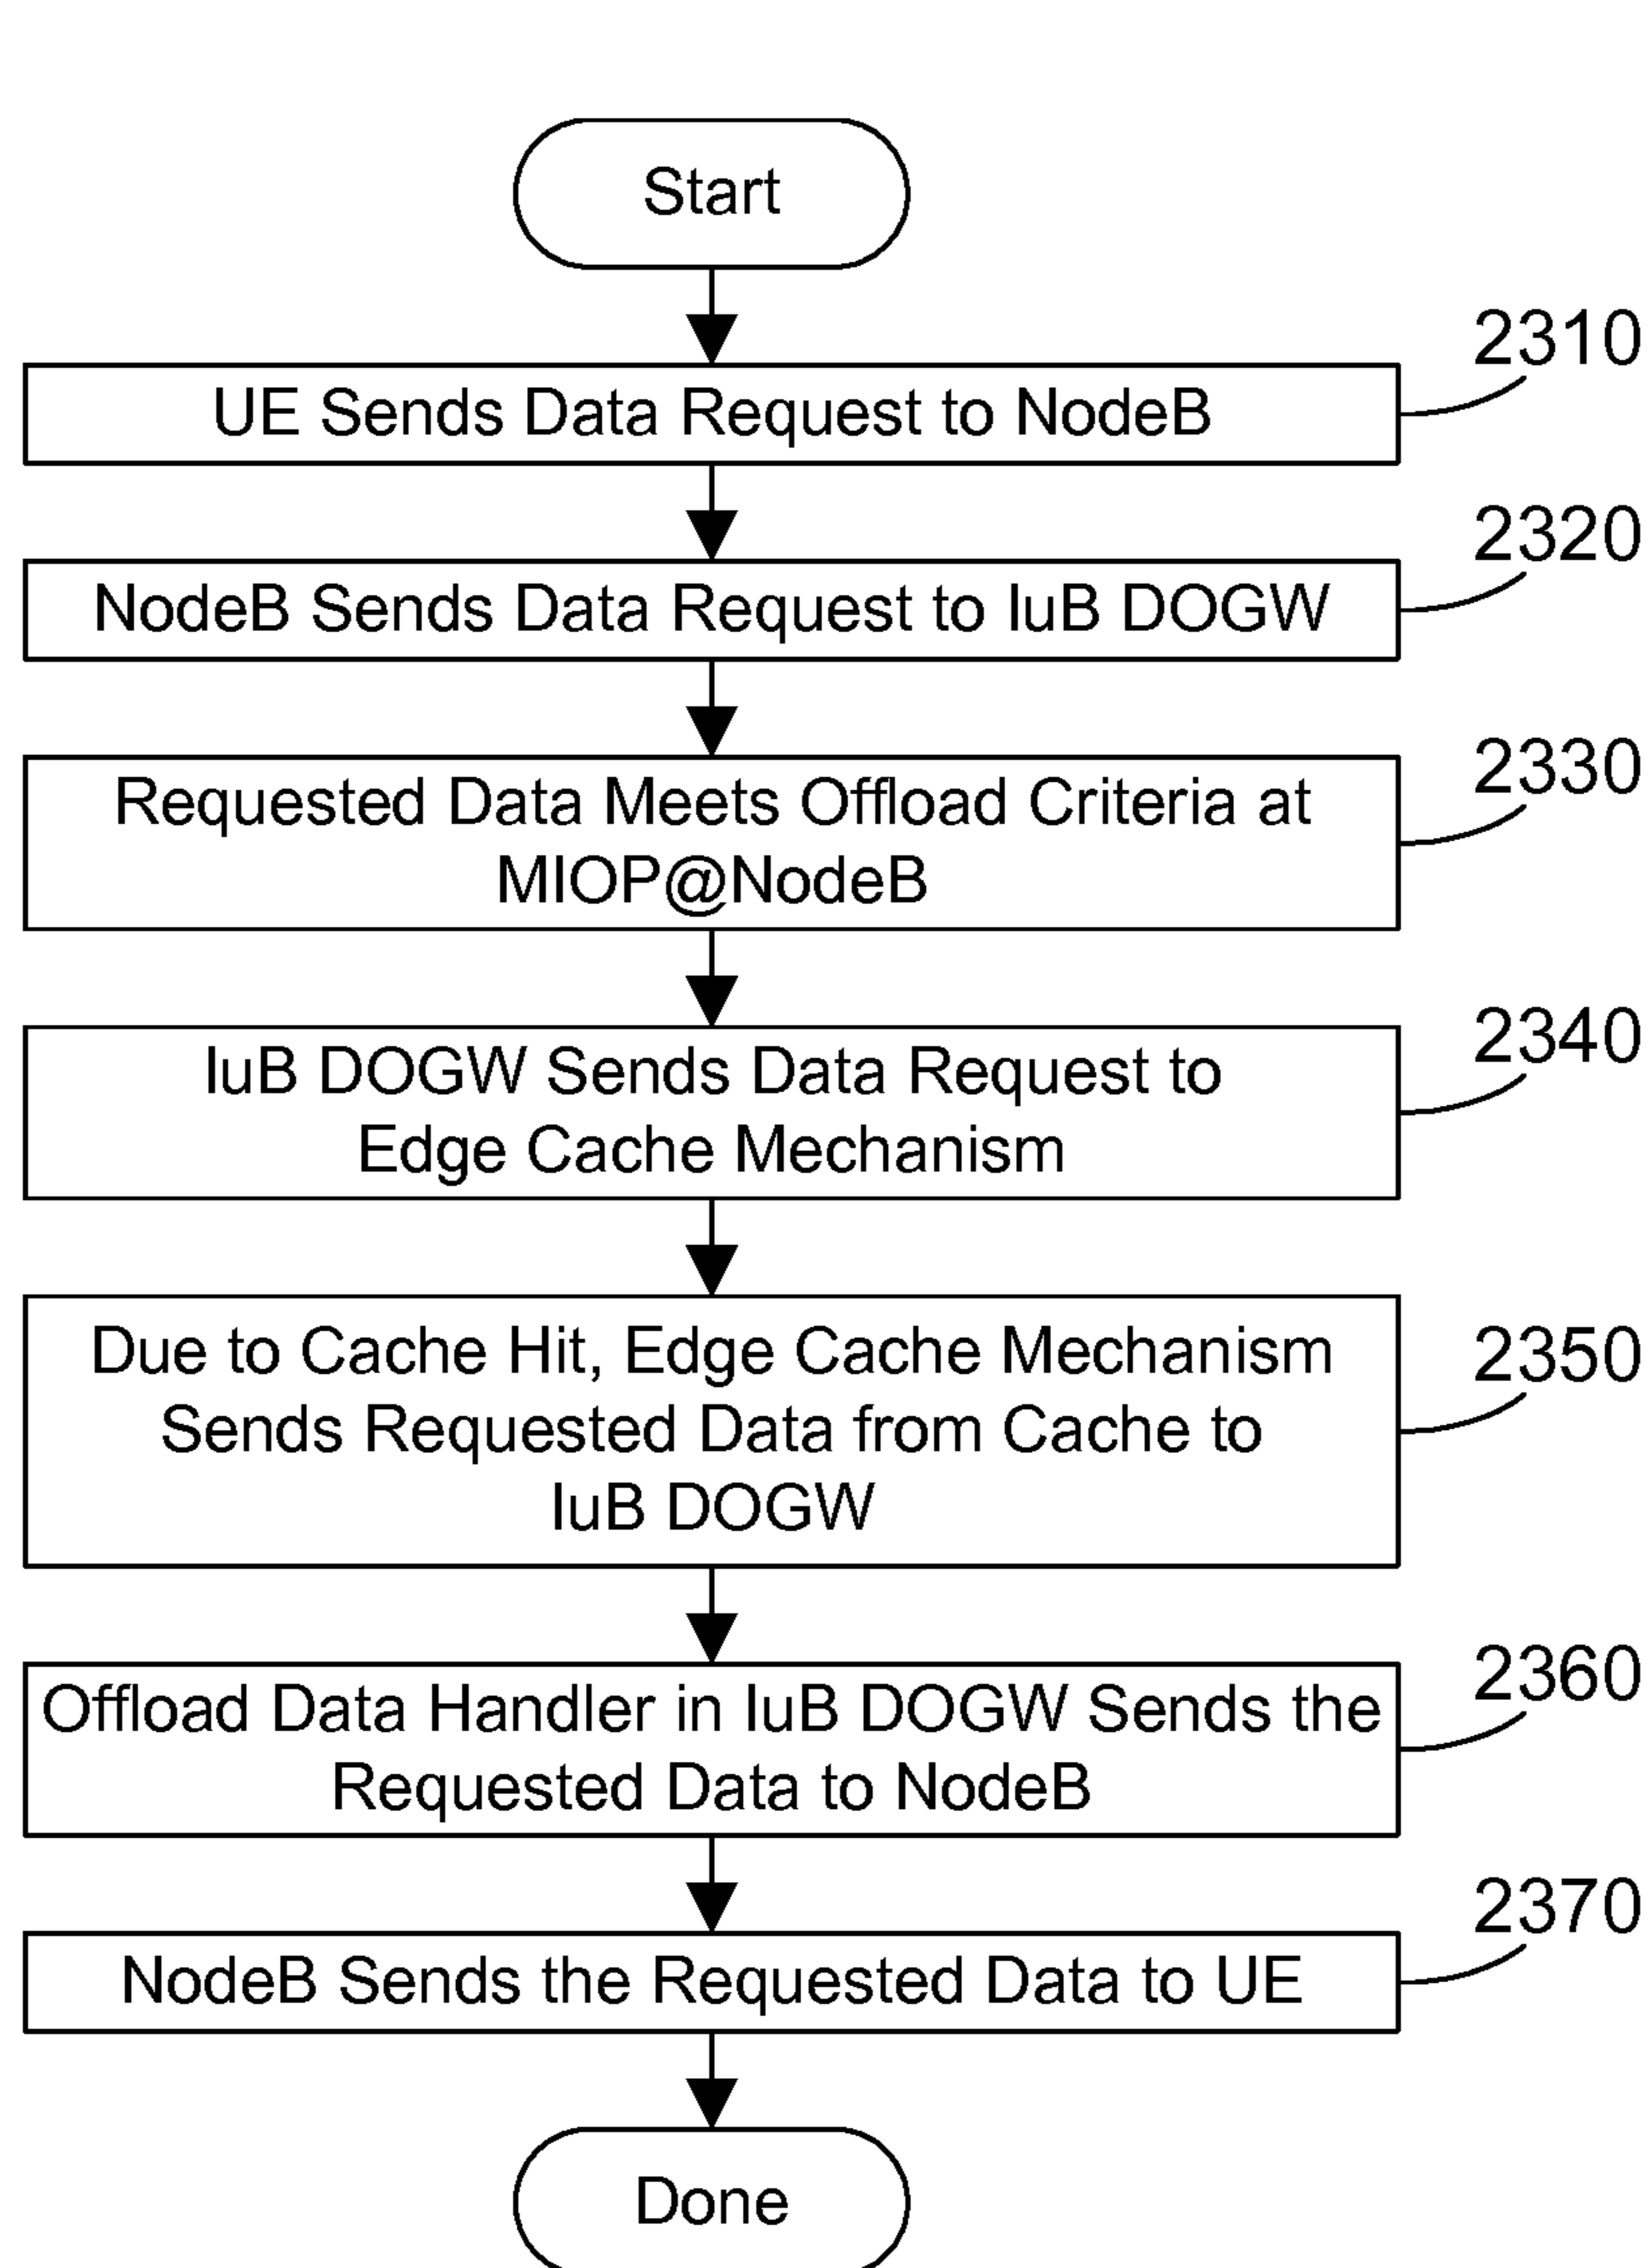 Start
2310
UE Sends Data Request to NodeB
2320
NodeB Sends Data Request to IuB DOGW
2330
Requested Data Meets Offload Criteria at
MIOP@NodeB
2340
IuB DOGW Sends Data Request to
Edge Cache Mechanism
2350
Due to Cache Hit, Edge Cache Mechanism
Sends Requested Data from Cache to
IuB DOGW
2360
Offload Data Handler in IuB DOGW Sends the
Requested Data to NodeB
2370
NodeB Sends the Requested Data to UE
Done